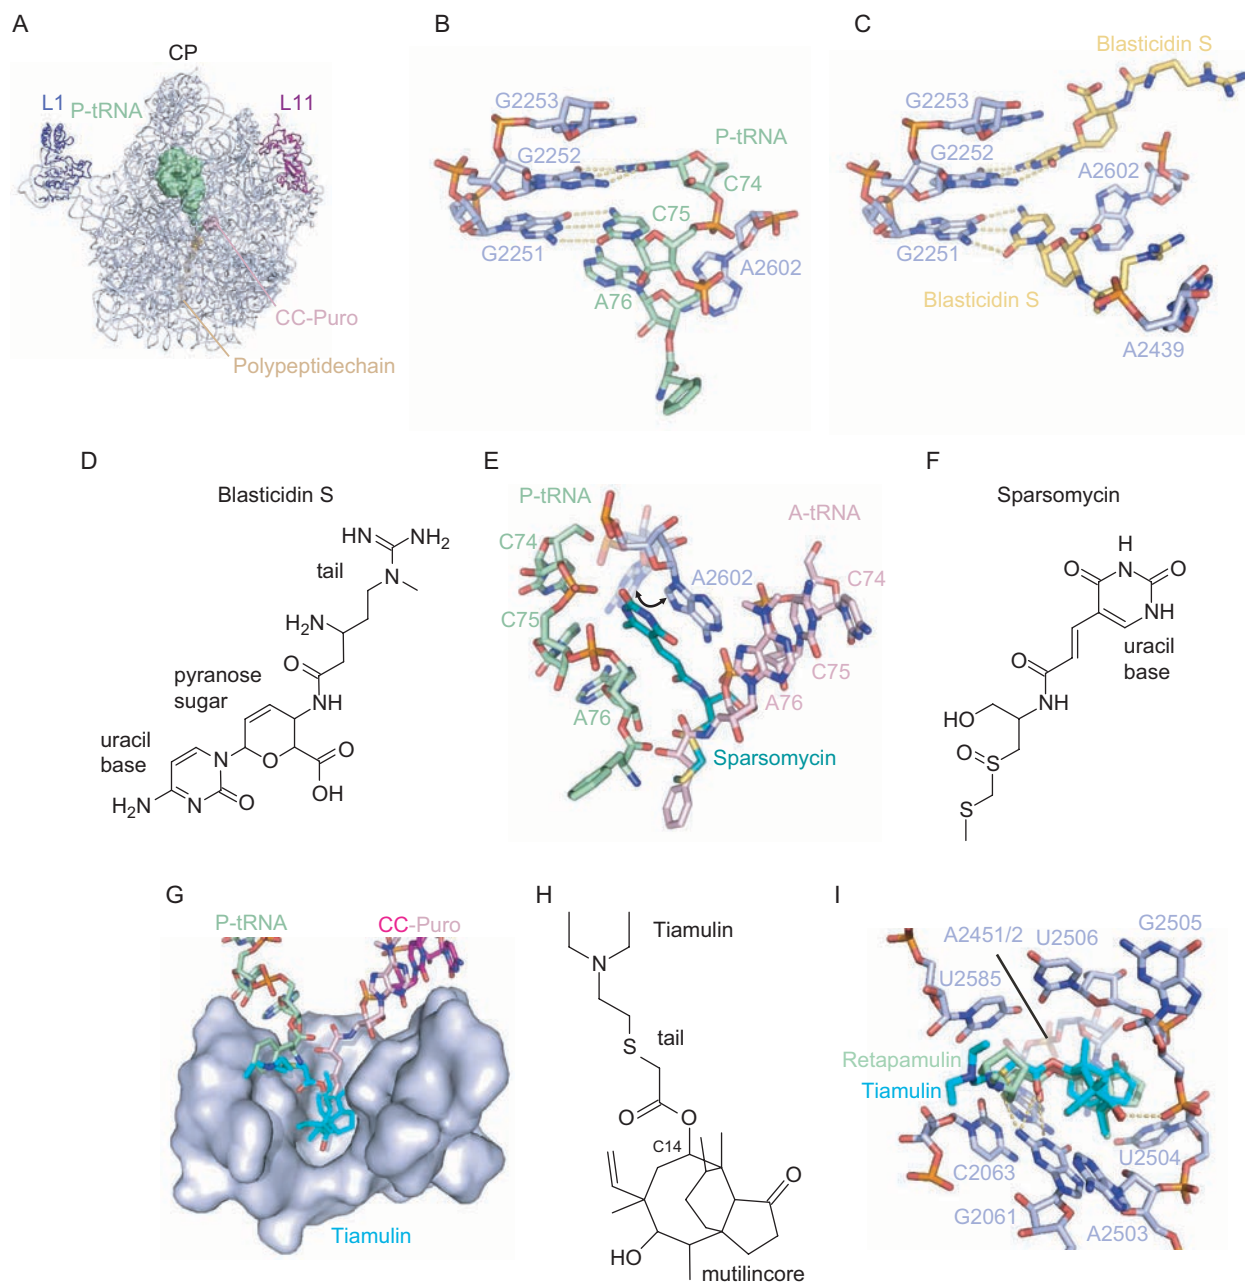 A
CP
L1
P-tRNA
L11
CC-Puro
Polypeptidechain
B
G2253
G2252
P-tRNA
C74
C75
G2251
A2602
A76
C
Blasticidin S
G2253
G2252
A2602
G2251
Blasticidin S
A2439
D
Blasticidin S
HN
NH2
tail
N
H2N
O
pyranose
sugar
NH
uracil
base
N
O
O
H2N
N
O
OH
E
P-tRNA
A-tRNA
C74
A2602
C74
C75
C75
A76
A76
Sparsomycin
F
Sparsomycin
H
O
N
O
NH
uracil
base
O
NH
HO
O
S
S
G
P-tRNA
CC-Puro
Tiamulin
H
Tiamulin
N
S
tail
O
O
C14
O
HO
mutilincore
I
A2451/2
U2506
G2505
U2585
Retapamulin
Tiamulin
C2063
U2504
G2061
A2503